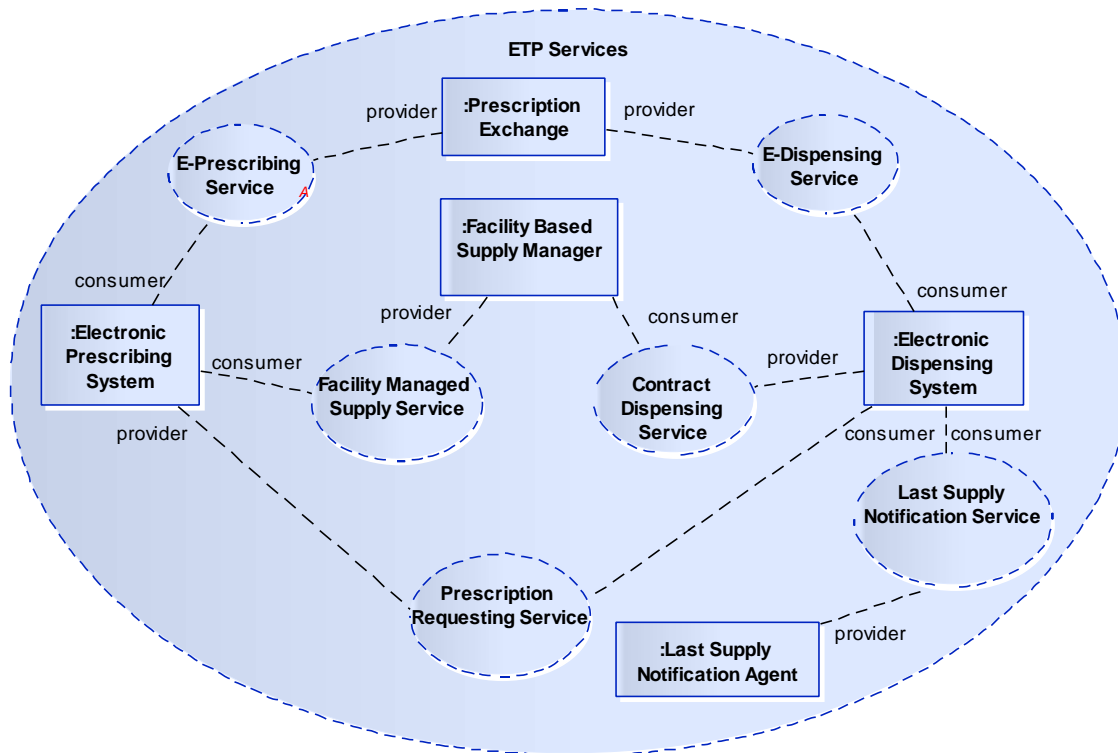 ETP Services
:Prescription
Exchange
provider
provider
E-Prescribing
Service
A
E-Dispensing
Service
:Facility Based
Supply Manager
consumer
consumer
:Electronic
Prescribing
System
provider
consumer
:Electronic
Dispensing
System
consumer
provider
Facility Managed
Supply Service
Contract
Dispensing
Service
provider
consumer
consumer
Last Supply
Notification Service
Prescription
Requesting Service
provider
:Last Supply
Notification Agent